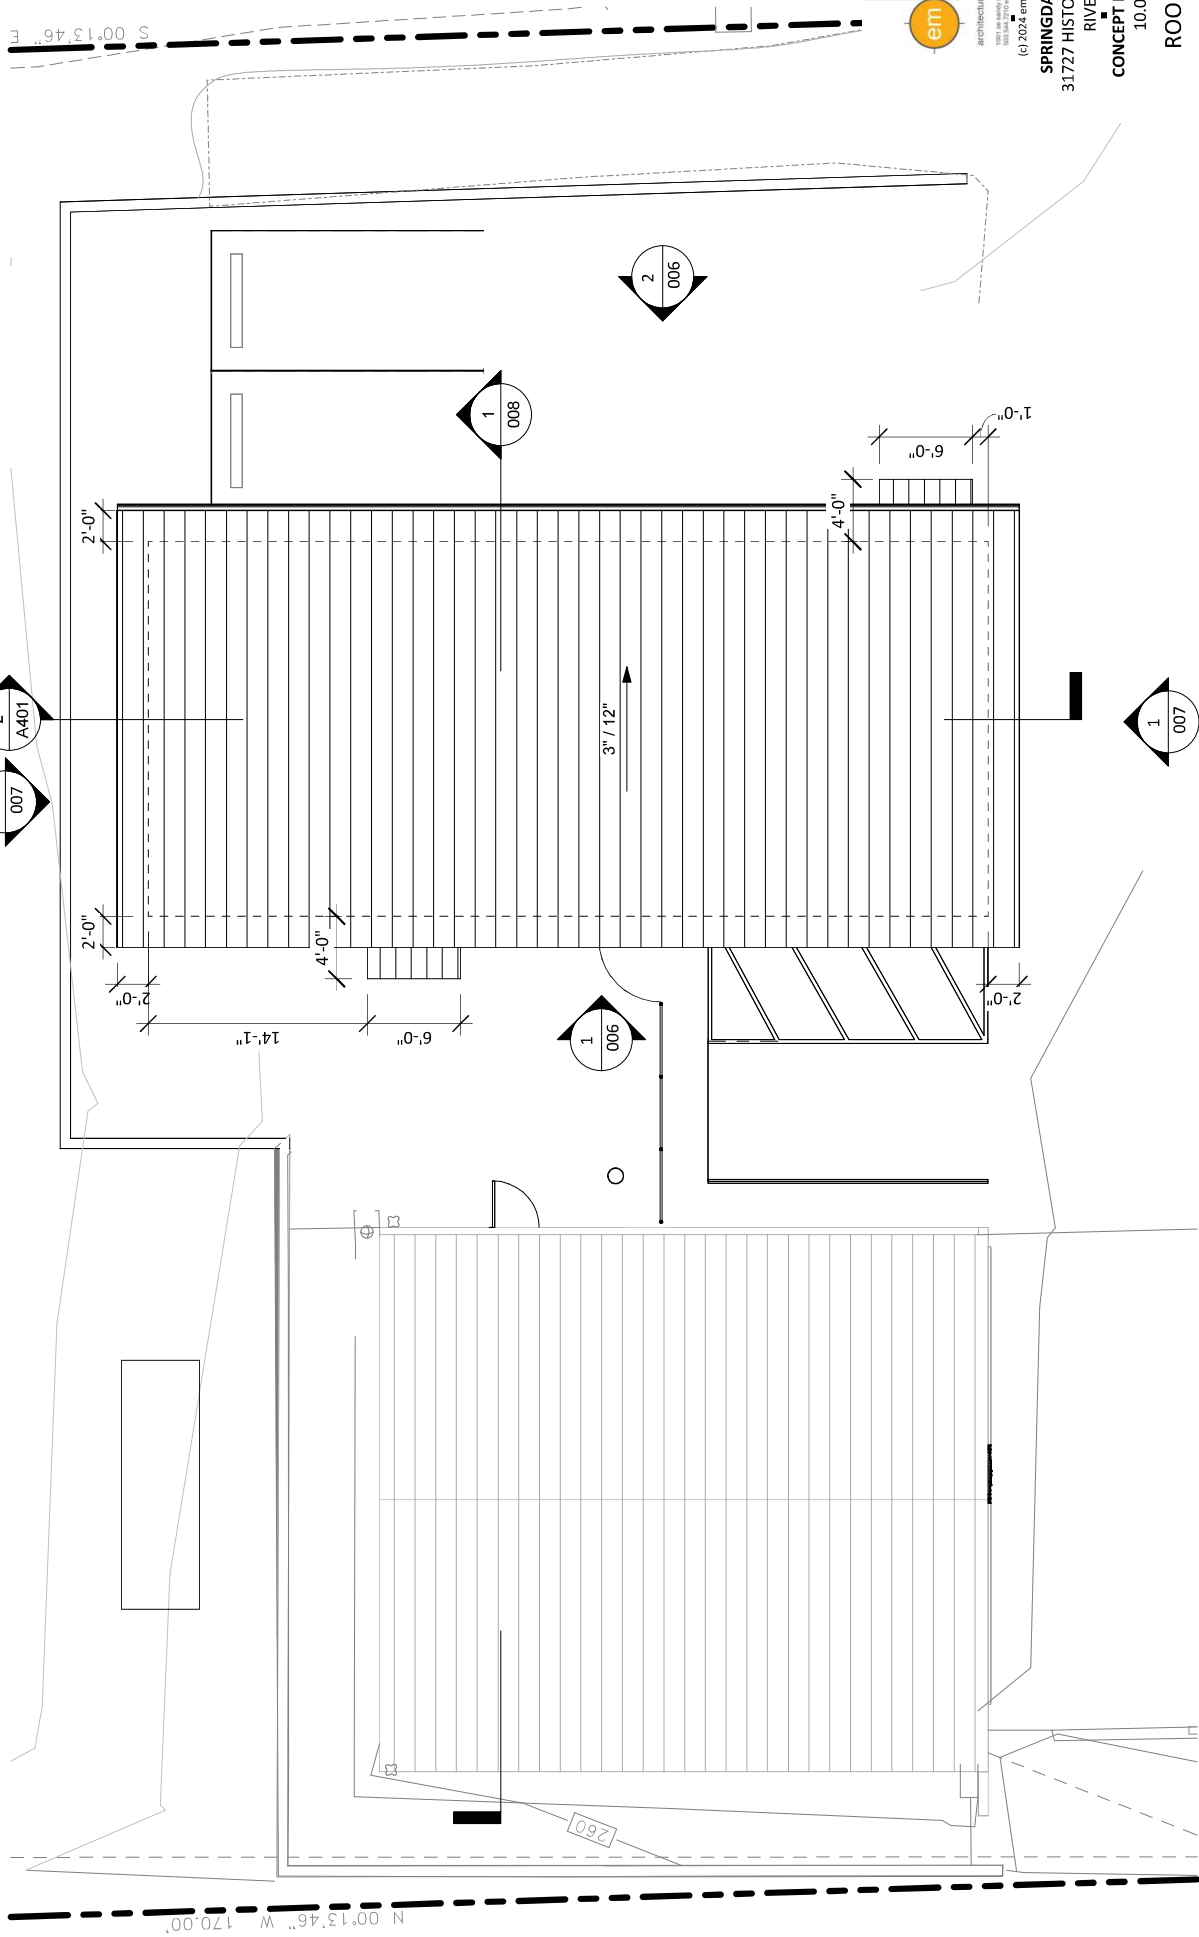 S 00°13'46" E
em
architecture
(c) 2024 em
SPRINGDA
31727 HISTO
RIVE
CONCEPT
10.0
ROO
2
006
1
008
1'-0"
6'-0"
4'-0"
2'-0"
A401
007
3" / 12"
1
007
2'-0"
4'-0"
2'-0"
14'-1"
6'-0"
1
006
2'-0"
260
N 00°13'46" W 170.00'